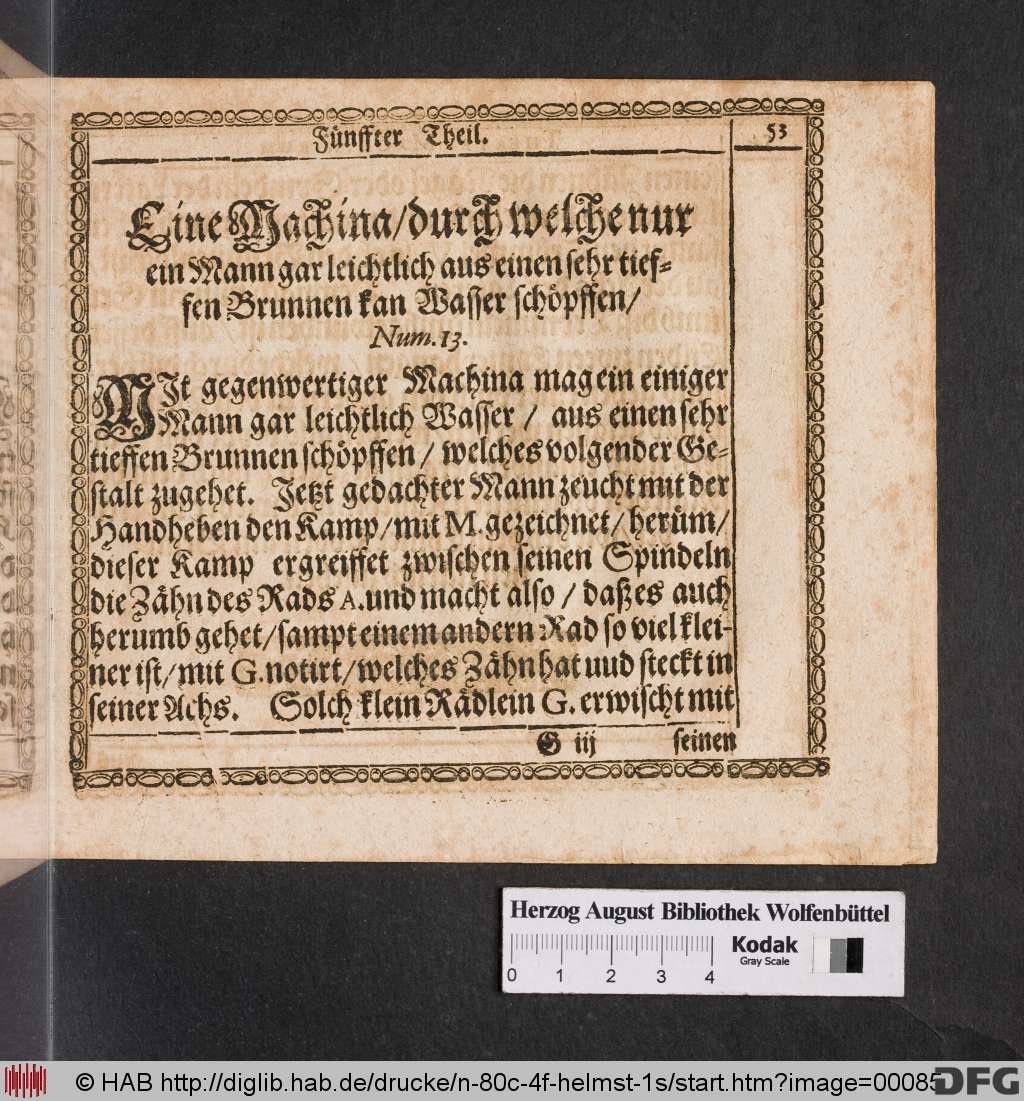 Fünffter Theil. 53
Eine Machina/durch welche nur
ein Mann gar leichtlich aus einen sehr tief-
fen Brunnen kan Wasser schöpffen/
Num. 13.
MIt gegenwertiger Machina mag ein einiger
Mann gar leichtlich Wasser / aus einen sehr
tieffen Brunnen schöpffen / welches volgender Ge-
stalt zugehet. Jetzt gedachter Mann zeucht mit der
Handheben den Kamp/mit M. gezeichnet/herům/
dieser Kamp ergreiffet zwischen seinen Spindeln
die Zähn des Rads A. und macht also / daß es auch
herumb gehet/sampt einem andern Rad so viel klei-
ner ist/mit G. notirt/welches Zähn hat uud steckt in
seiner Achs. Solch klein Rädlein G. erwischt mit
G iij seinen
Herzog August Bibliothek Wolfenbüttel
Kodak
Gray Scale
0 1 2 3 4
© HAB http://diglib.hab.de/drucke/n-80c-4f-helmst-1s/start.htm?image=00085
DFG